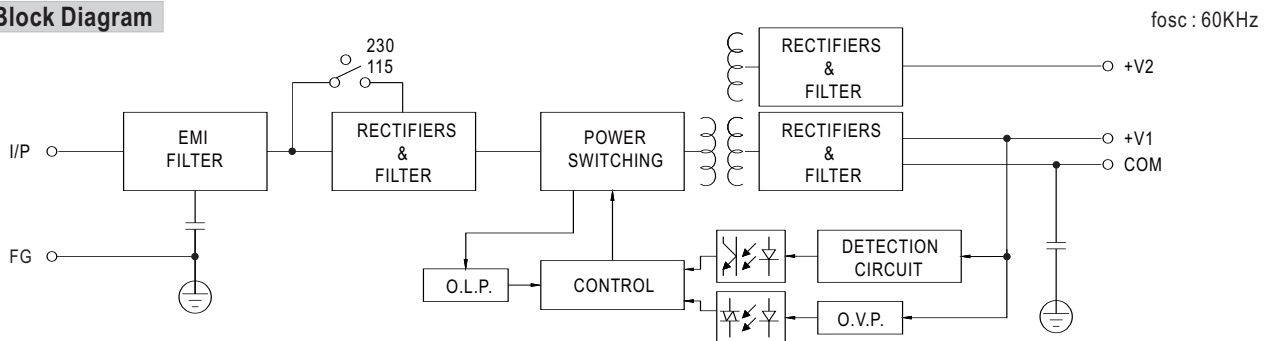 Block Diagram
fosc : 60KHz
230
115
RECTIFIERS
&
FILTER
+V2
I/P
EMI
FILTER
RECTIFIERS
&
FILTER
POWER
SWITCHING
RECTIFIERS
&
FILTER
+V1
COM
FG
O.L.P.
CONTROL
DETECTION
CIRCUIT
O.V.P.